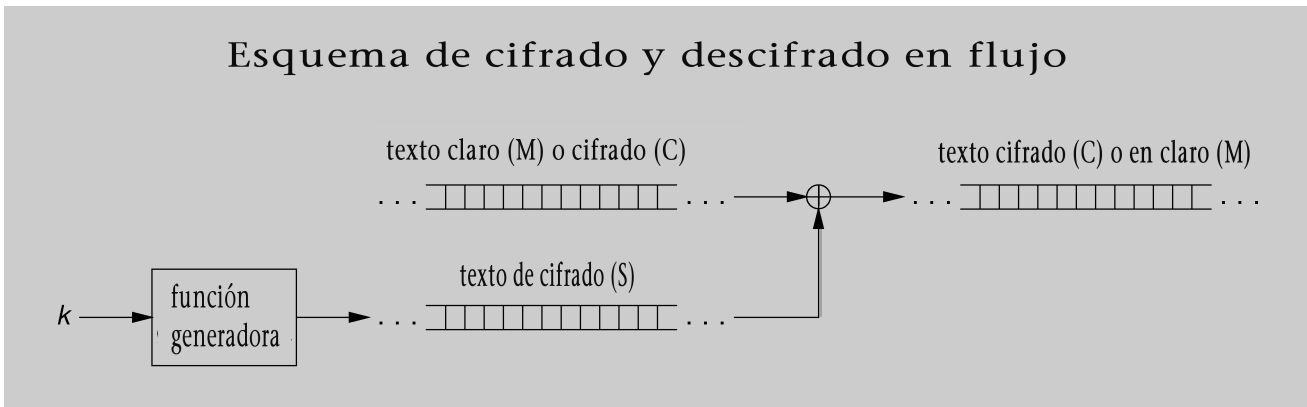 Esquema de cifrado y descifrado en flujo
texto claro (M) o cifrado (C)
texto cifrado (C) o en claro (M)
. . . . . . . . . . . .
texto de cifrado (S)
k
función
generadora
. . . . . .